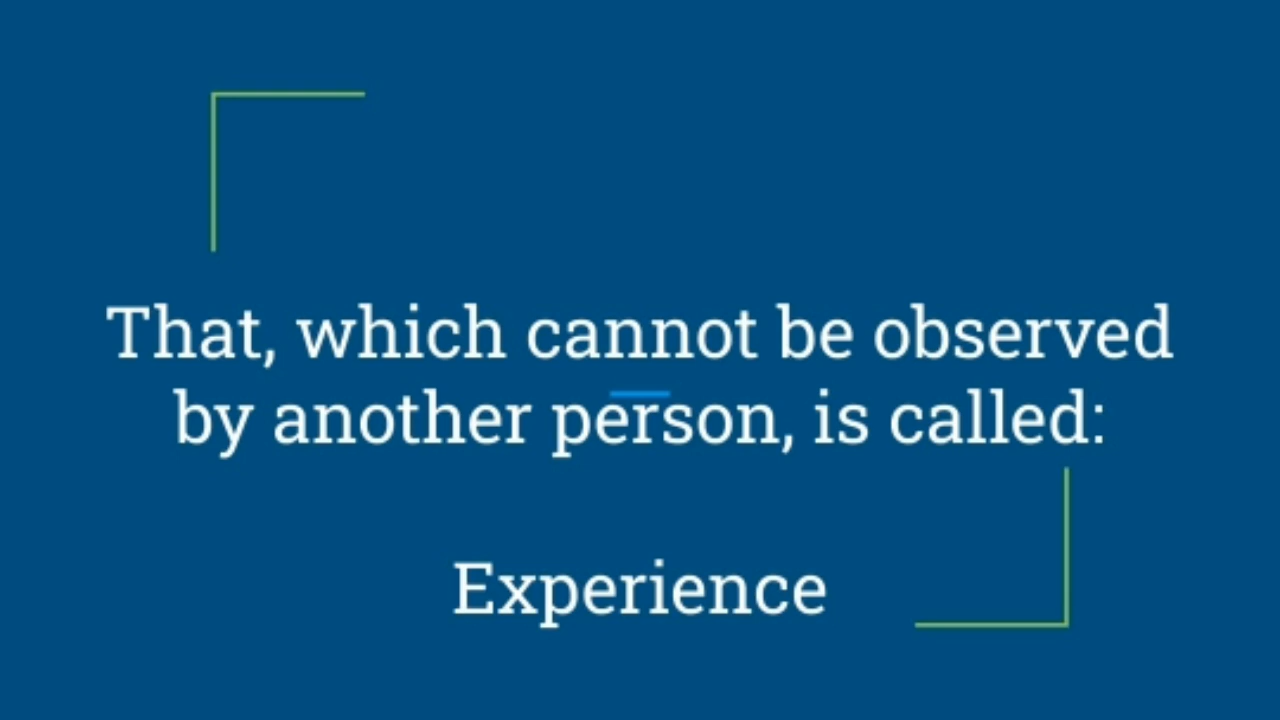 That, which cannot be observed
by another person, is called:
Experience